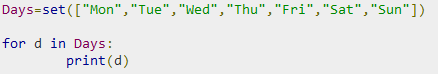 Days=set(["Mon","Tue","Wed","Thu","Fri","Sat","Sun"])
for d in Days:
print(d)